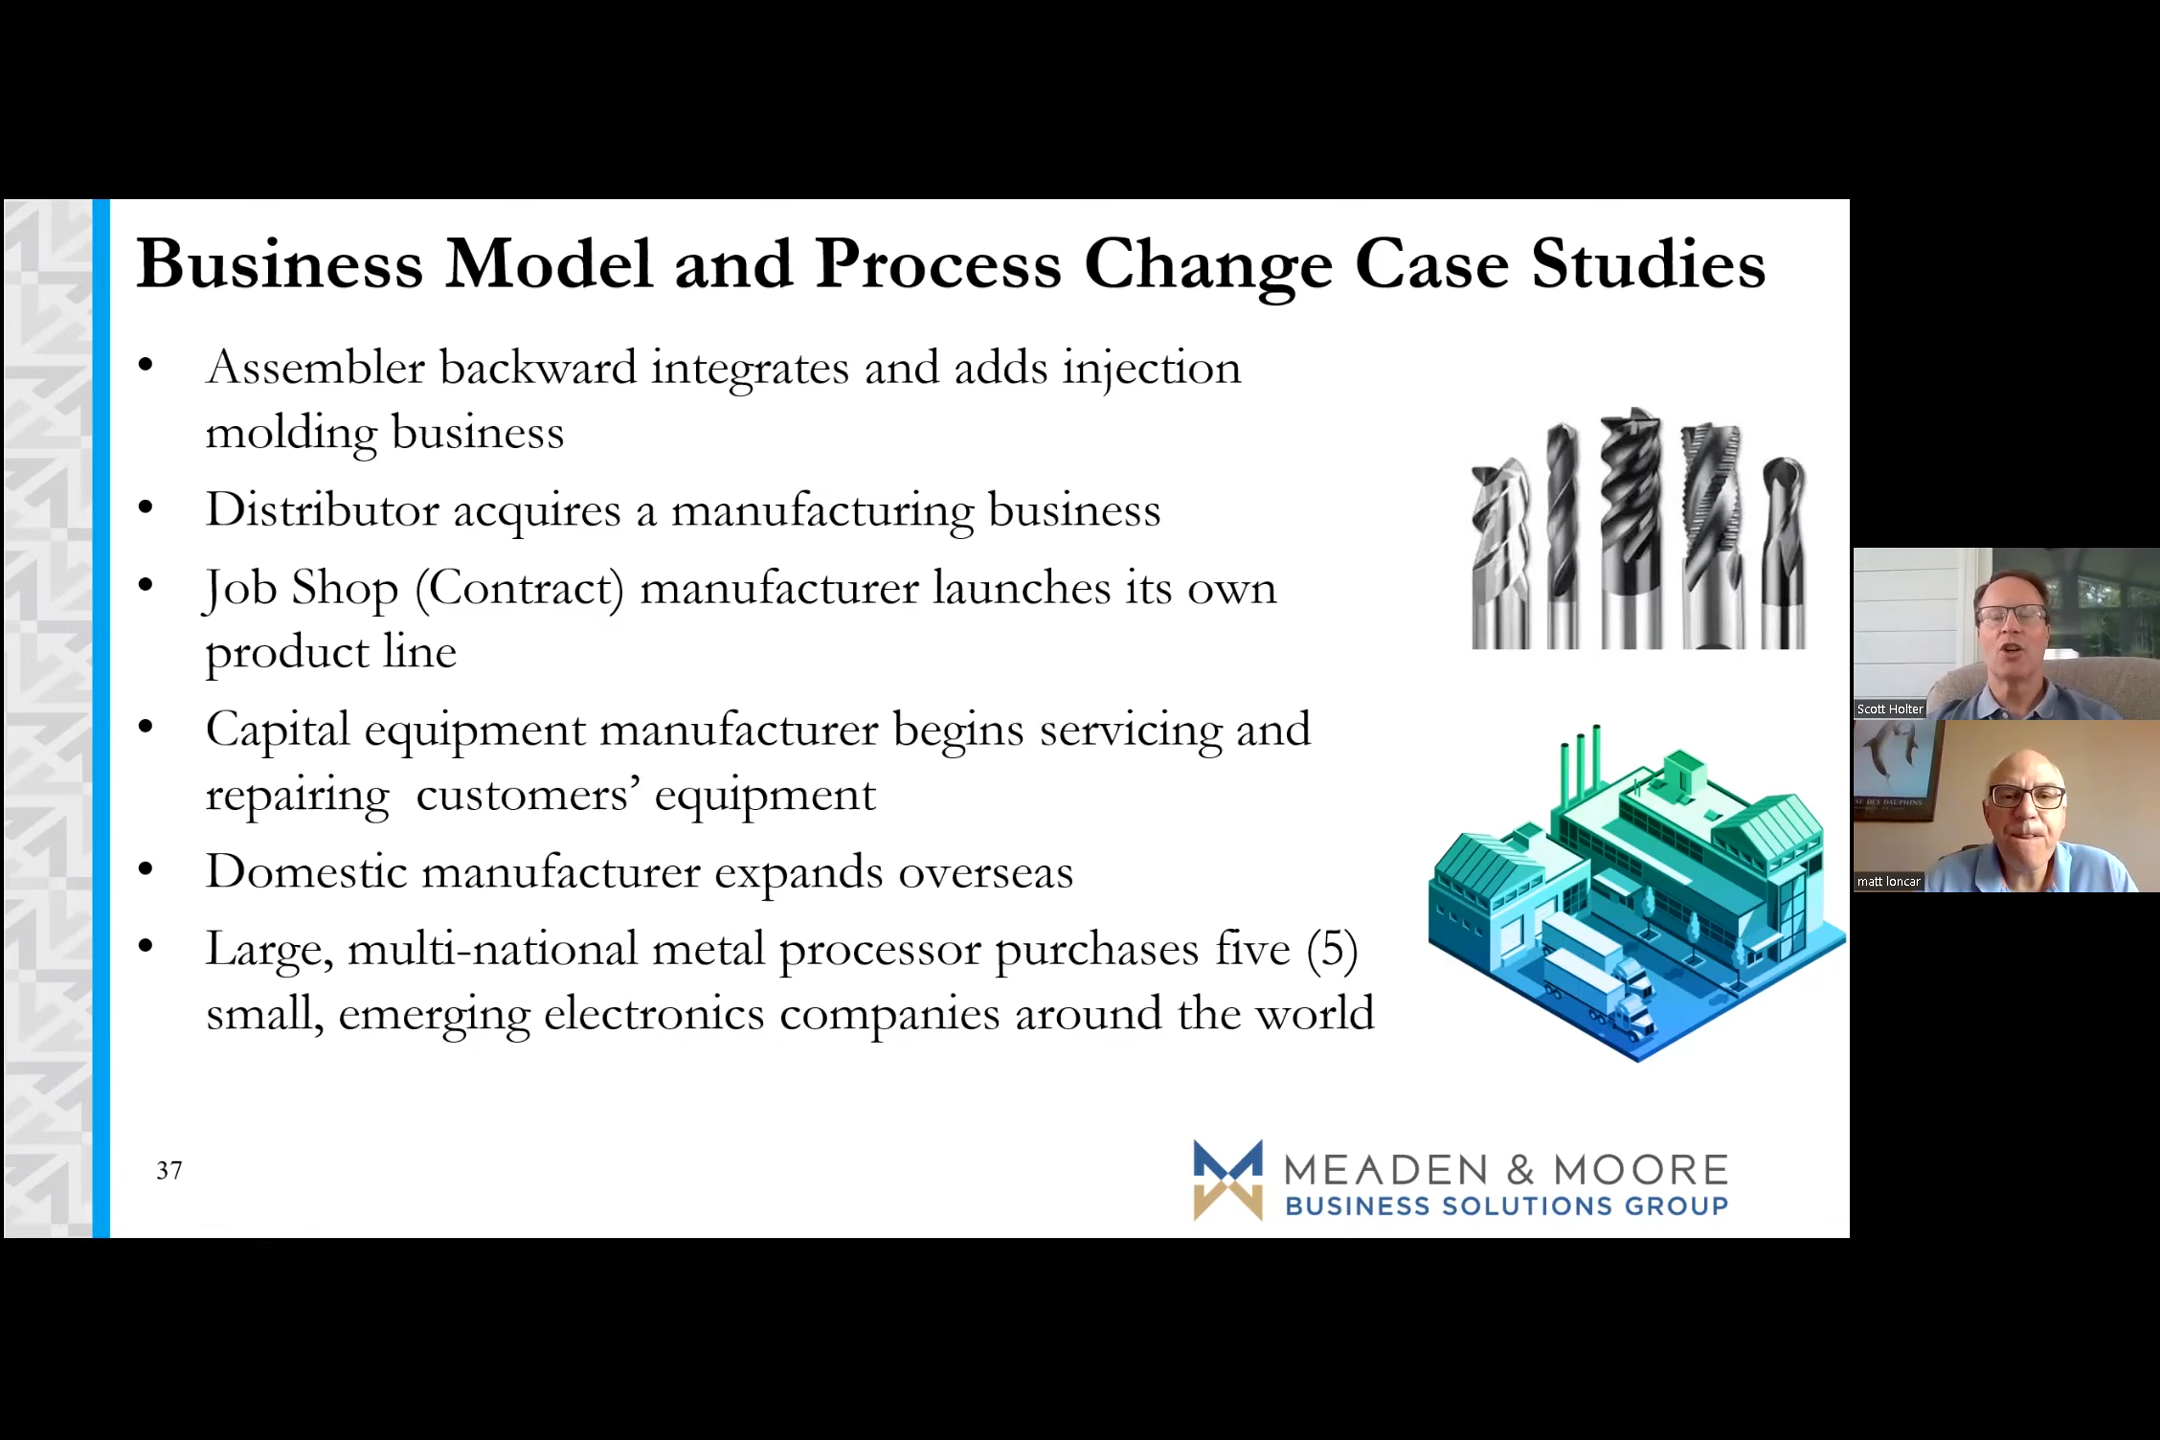 Business Model and Process Change Case Studies
• Assembler backward integrates and adds injection
molding business
• Distributor acquires a manufacturing business
• Job Shop (Contract) manufacturer launches its own
product line
• Capital equipment manufacturer begins servicing and
repairing  customers’ equipment
• Domestic manufacturer expands overseas
• Large, multi-national metal processor purchases five (5)
small, emerging electronics companies around the world
37
MEADEN & MOORE
BUSINESS SOLUTIONS GROUP
Scott Holter
DES DAUPHINS
matt loncar